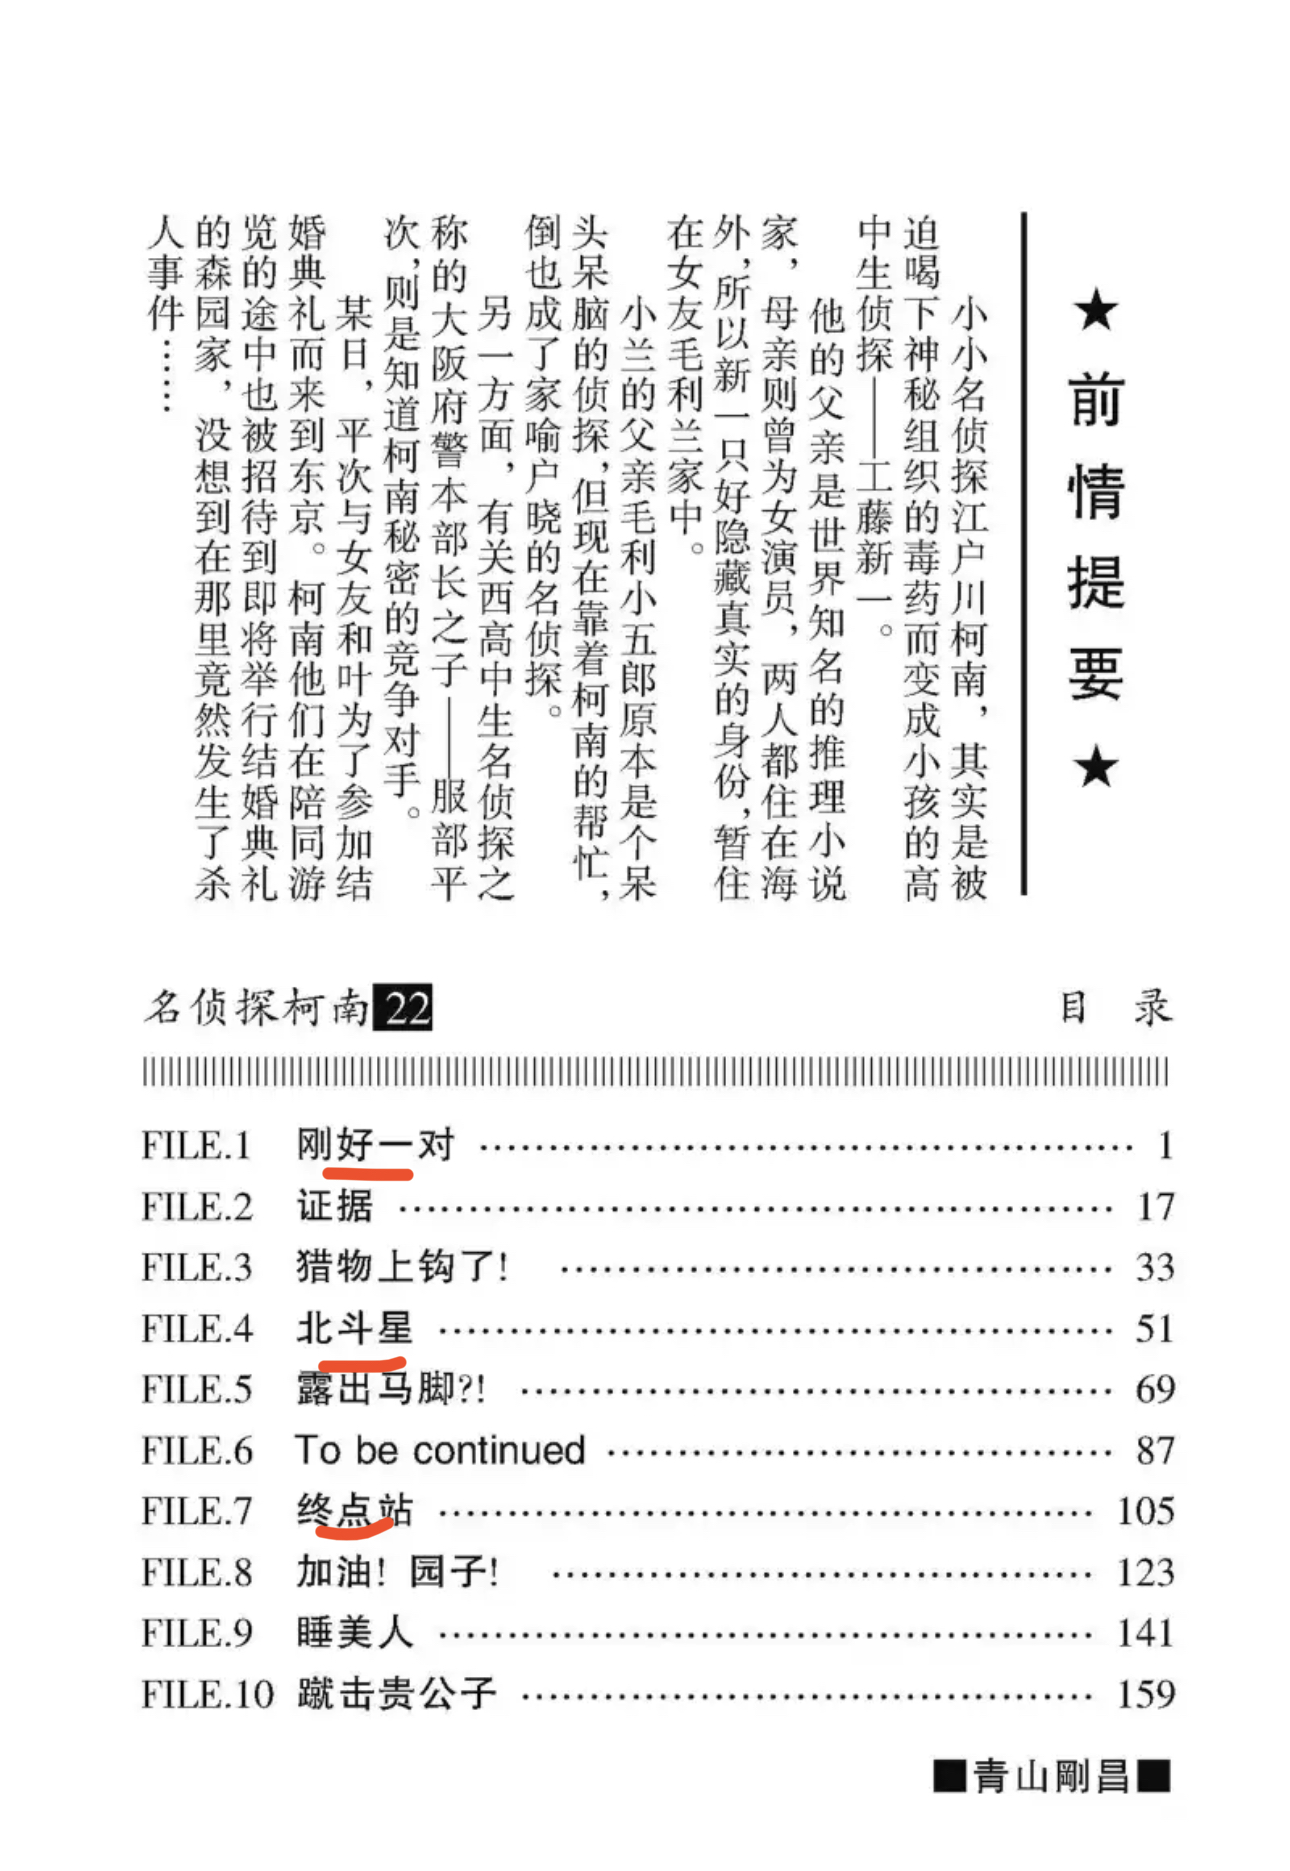 ★前情提要★
小小名侦探江户川柯南，其实是被
迫喝下神秘组织的毒药而变成小孩的高
中生侦探——工藤新一。
他的父亲是世界知名的推理小说
家，母亲则曾为女演员，两人都住在海
外，所以新一只好隐藏真实的身份，暂住
在女友毛利兰家中。
小兰的父亲毛利小五郎原本是个呆
头呆脑的侦探，但现在靠着柯南的帮忙，
倒也成了家喻户晓的名侦探。
另一方面，有关西高中生名侦探之
称的大阪府警本部长之子——服部平
次，则是知道柯南秘密的竞争对手。
某日，平次与女友和叶为了参加结
婚典礼而来到东京。柯南他们在陪同游
览的途中也被招待到即将举行结婚典礼
的森园家，没想到在那里竟然发生了杀
人事件……
名侦探柯南22 目 录
FILE.1 刚好一对 …… 1
FILE.2 证据 …… 17
FILE.3 猎物上钩了! …… 33
FILE.4 北斗星 …… 51
FILE.5 露出马脚?! …… 69
FILE.6 To be continued …… 87
FILE.7 终点站 …… 105
FILE.8 加油! 园子! …… 123
FILE.9 睡美人 …… 141
FILE.10 蹴击贵公子 …… 159
■青山剛昌■